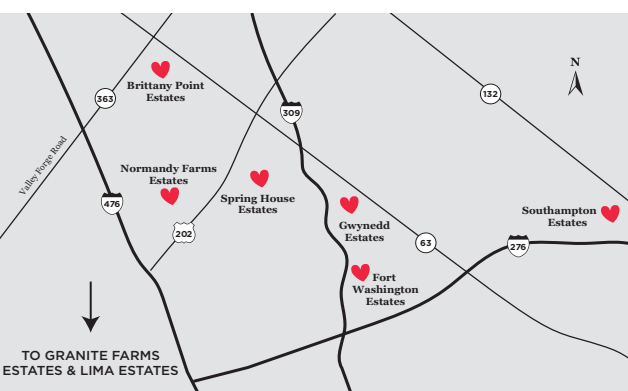 N
Brittany Point
Estates
363
132
309
Valley Forge Road
Normandy Farms
Estates
476
Spring House
Estates
202
Gwynedd
Estates
Southampton
Estates
63
276
Fort
Washington
Estates
TO GRANITE FARMS
ESTATES & LIMA ESTATES